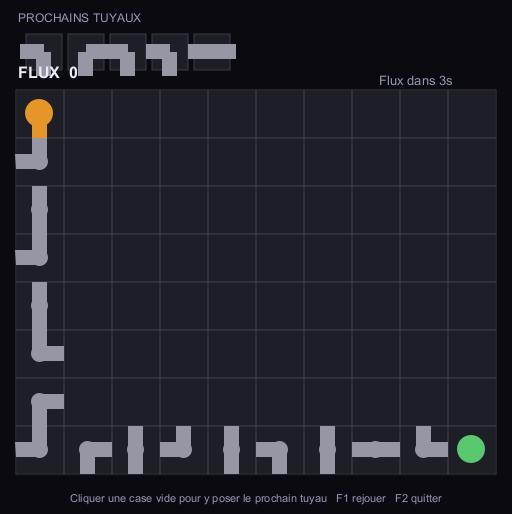 PROCHAINS TUYAUX
FLUX  0
Flux dans 3s
Cliquer une case vide pour y poser le prochain tuyau   F1 rejouer   F2 quitter